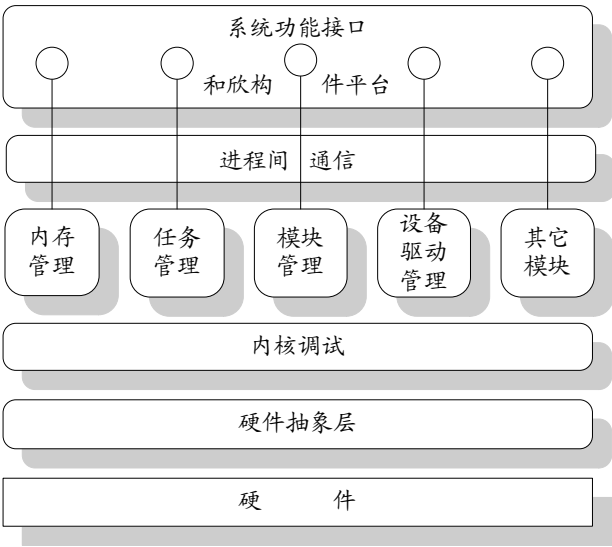 系统功能接口
和欣构 件平台
进程间 通信
内存
管理
任务
管理
模块
管理
设备
驱动
管理
其它
模块
内核调试
硬件抽象层
硬 件